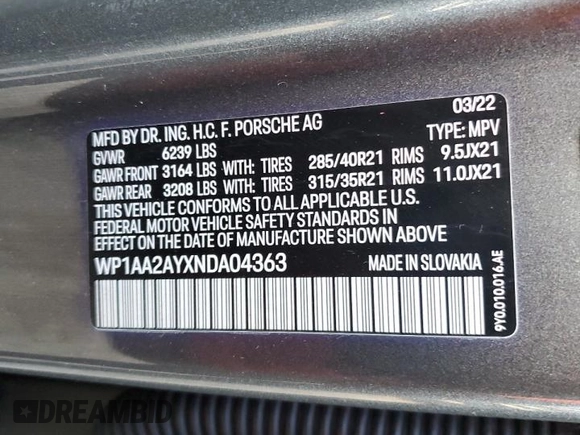 03/22
MFD BY DR. ING. H.C. F. PORSCHE AG
GVWR 6239 LBS TYPE: MPV
GAWR FRONT 3164 LBS WITH: TIRES 285/40R21 RIMS 9.5JX21
GAWR REAR 3208 LBS WITH: TIRES 315/35R21 RIMS 11.0JX21
THIS VEHICLE CONFORMS TO ALL APPLICABLE U.S.
FEDERAL MOTOR VEHICLE SAFETY STANDARDS IN
EFFECT ON THE DATE OF MANUFACTURE SHOWN ABOVE
WP1AA2AYXNDA04363 MADE IN SLOVAKIA
9Y0.010.016.AE
DREAMBID